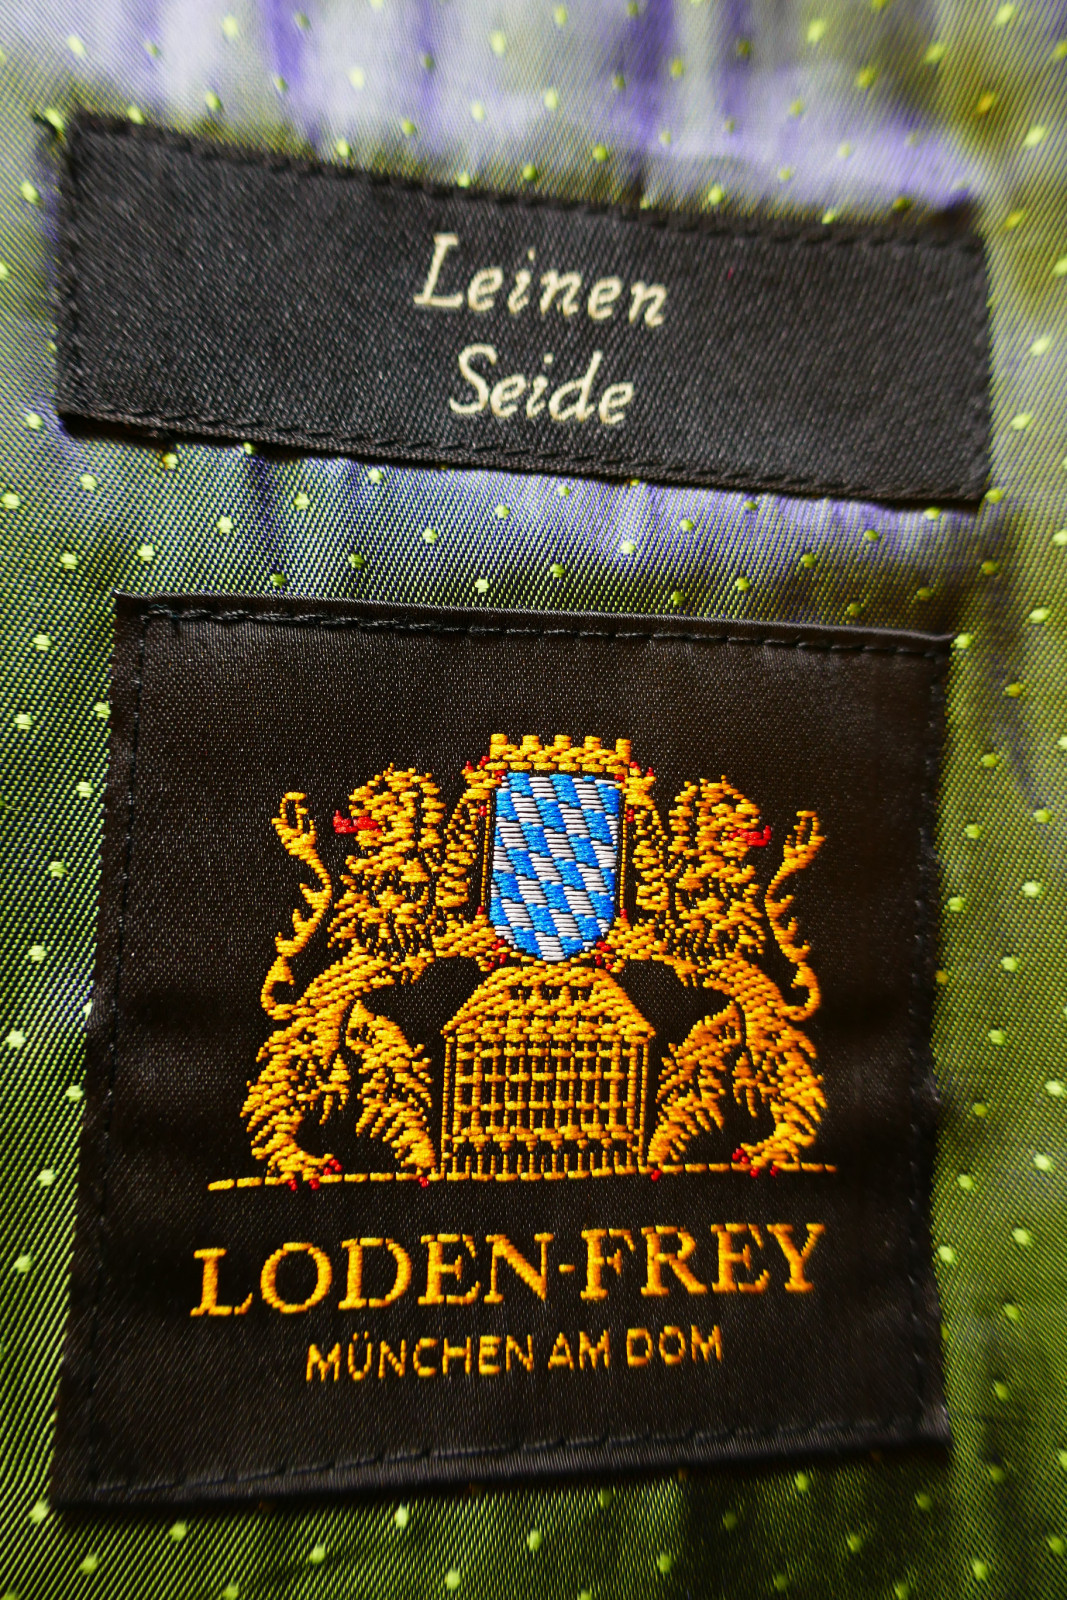 Leinen
Seide
LODEN-FREY
MÜNCHEN AM DOM